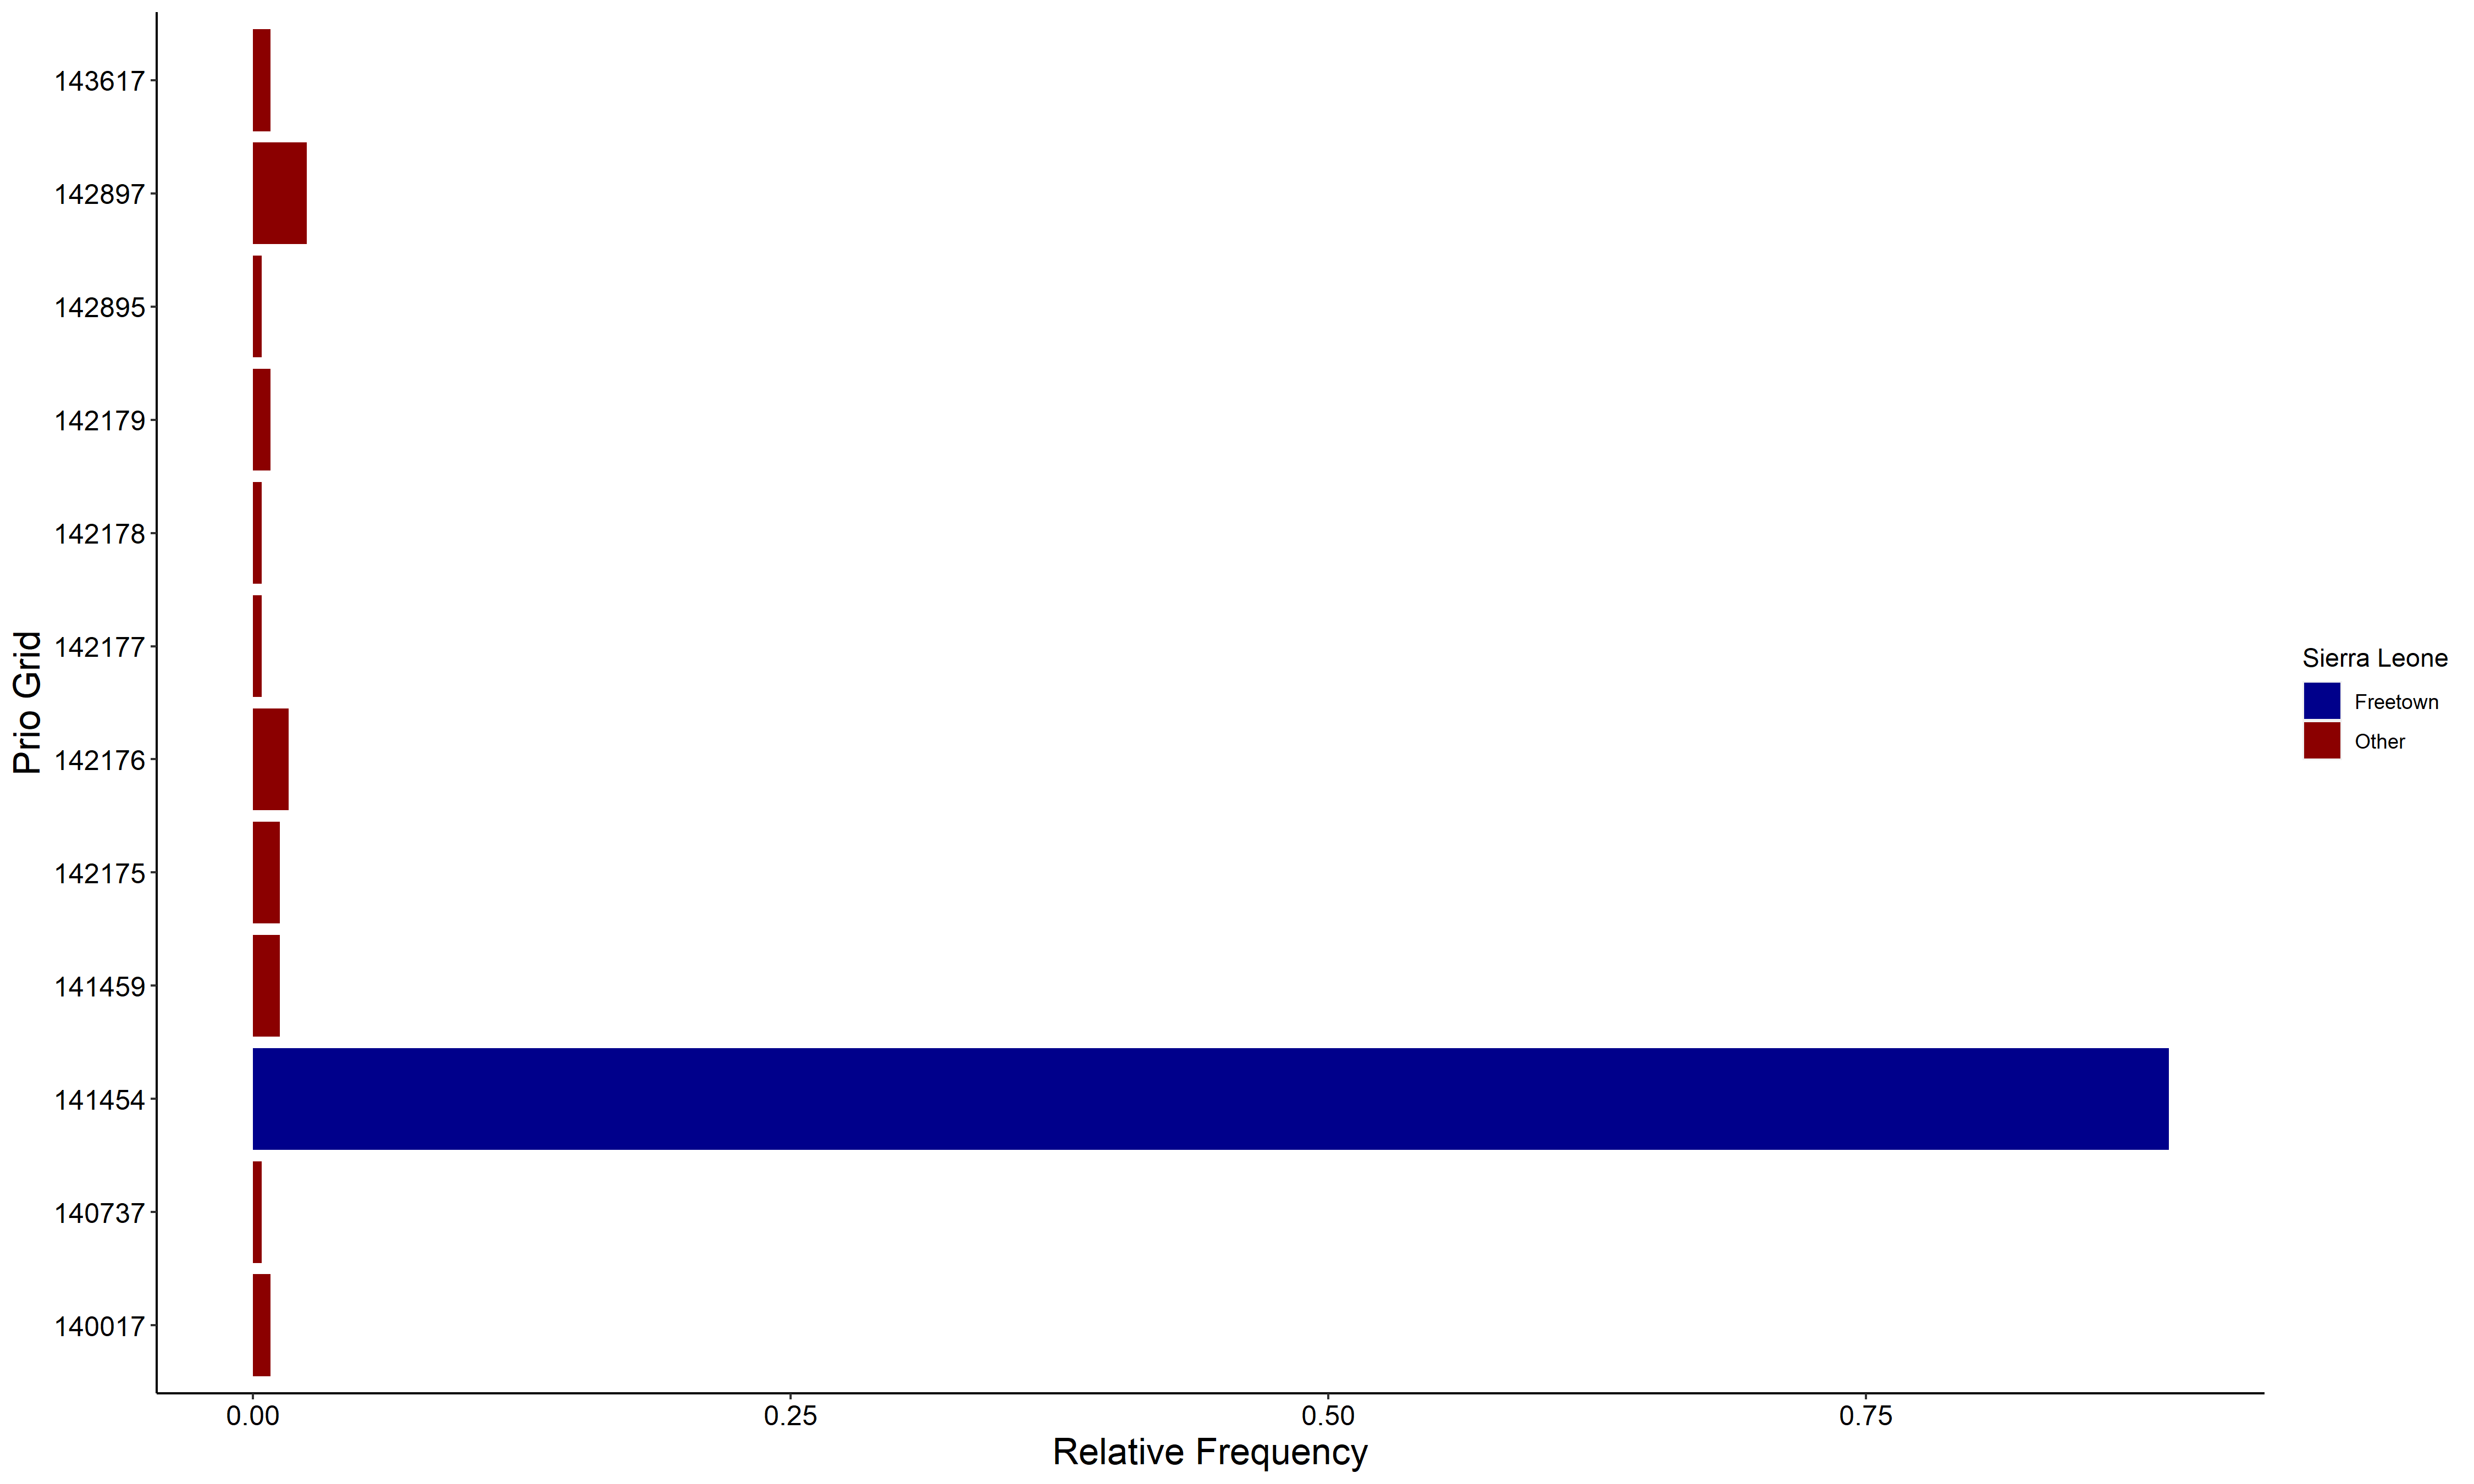 Prio Grid
143617
142897
142895
142179
142178
142177
142176
142175
141459
141454
140737
140017
0.00 0.25 0.50 0.75
Relative Frequency
Sierra Leone
Freetown
Other